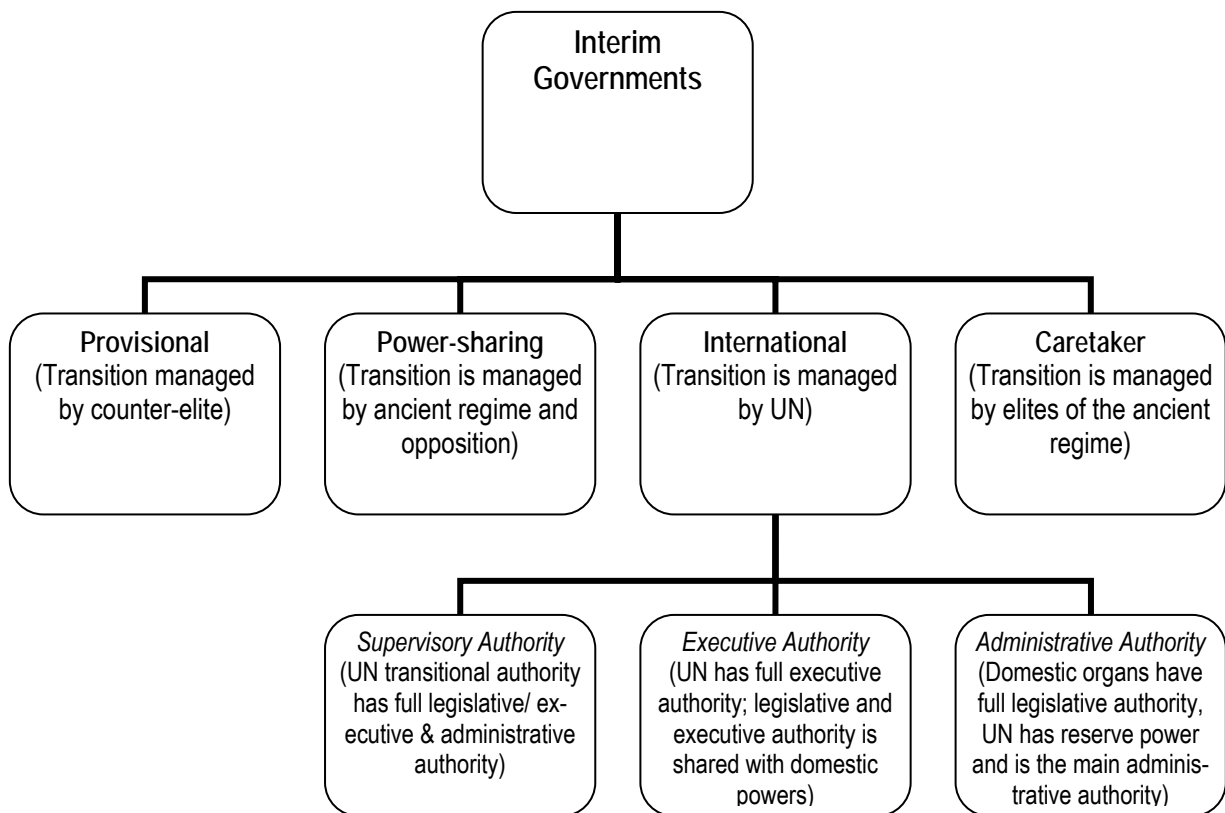 Interim
Governments
Provisional
(Transition managed
by counter-elite)
Power-sharing
(Transition is managed
by ancient regime and
opposition)
International
(Transition is managed
by UN)
Caretaker
(Transition is managed
by elites of the ancient
regime)
Supervisory Authority
(UN transitional authority
has full legislative/ ex-
ecutive & administrative
authority)
Executive Authority
(UN has full executive
authority; legislative and
executive authority is
shared with domestic
powers)
Administrative Authority
(Domestic organs have
full legislative authority,
UN has reserve power
and is the main adminis-
trative authority)